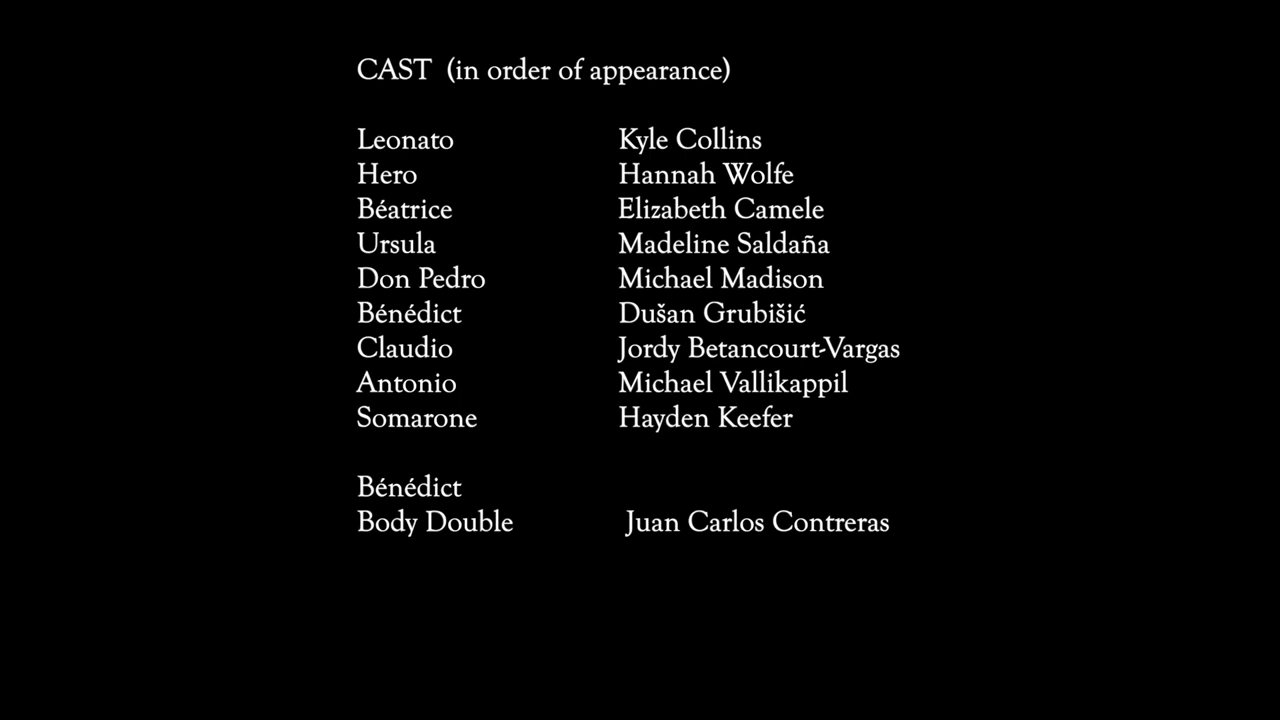 CAST (in order of appearance)
Leonato Kyle Collins
Hero Hannah Wolfe
Béatrice Elizabeth Camele
Ursula Madeline Saldaña
Don Pedro Michael Madison
Bénédict Dušan Grubišić
Claudio Jordy Betancourt-Vargas
Antonio Michael Vallikappil
Somarone Hayden Keefer
Bénédict
Body Double Juan Carlos Contreras